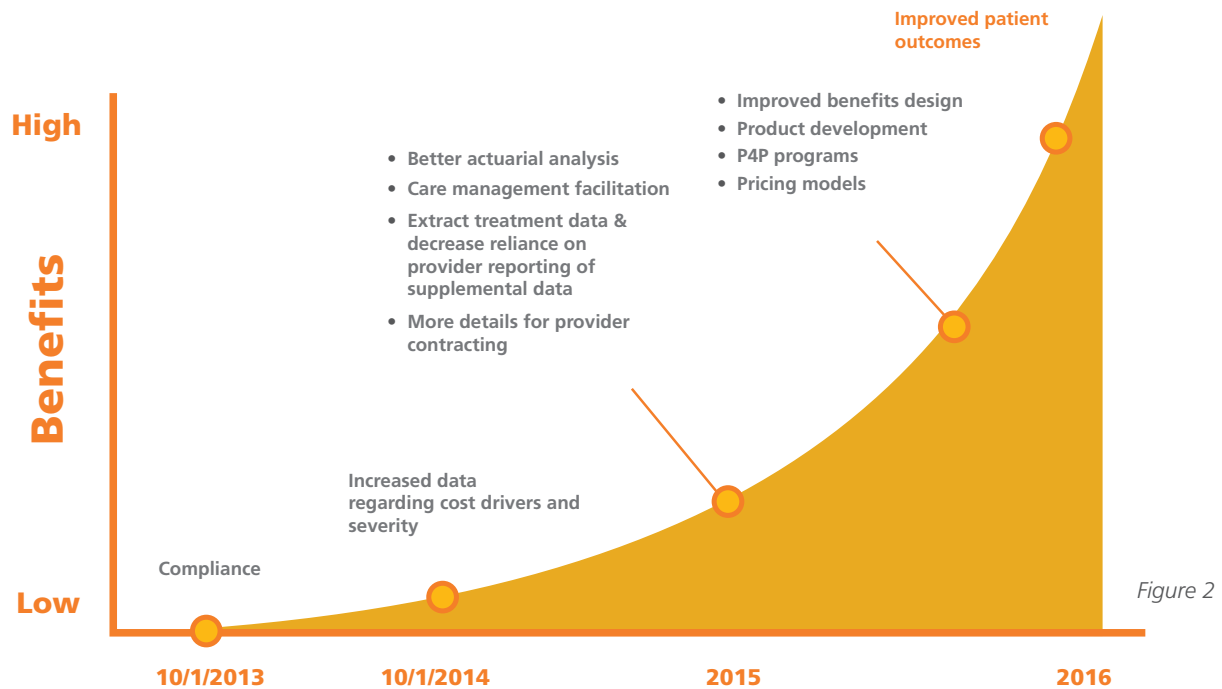 Improved patient
outcomes
High
• Improved benefits design
• Product development
• P4P programs
• Pricing models
• Better actuarial analysis
• Care management facilitation
• Extract treatment data &
decrease reliance on
provider reporting of
supplemental data
• More details for provider
contracting
Benefits
Increased data
regarding cost drivers and
severity
Compliance
Low
Figure 2
10/1/2013
10/1/2014
2015
2016